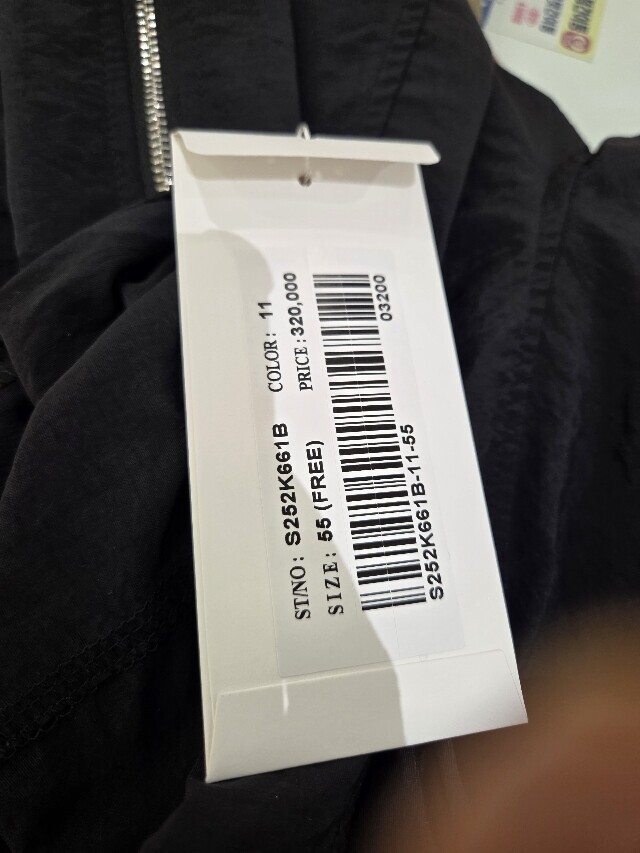 ST/NO: S252K661B COLOR: 11
SIZE: 55 (FREE) PRICE:320,000
03200
S252K661B-11-55